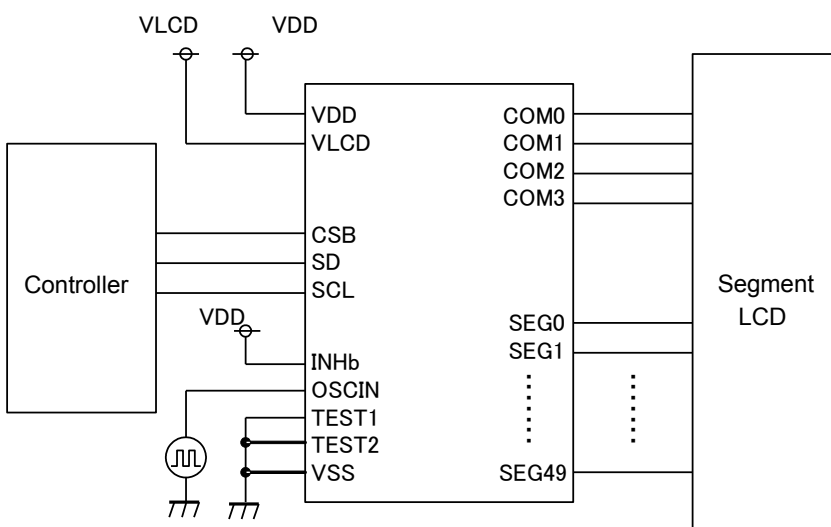 VLCD
VDD
VDD
VLCD
CSB
SD
SCL
VDD
INHb
OSCIN
TEST1
TEST2
VSS
COM0
COM1
COM2
COM3
SEG0
SEG1
SEG49
Controller
Segment
LCD